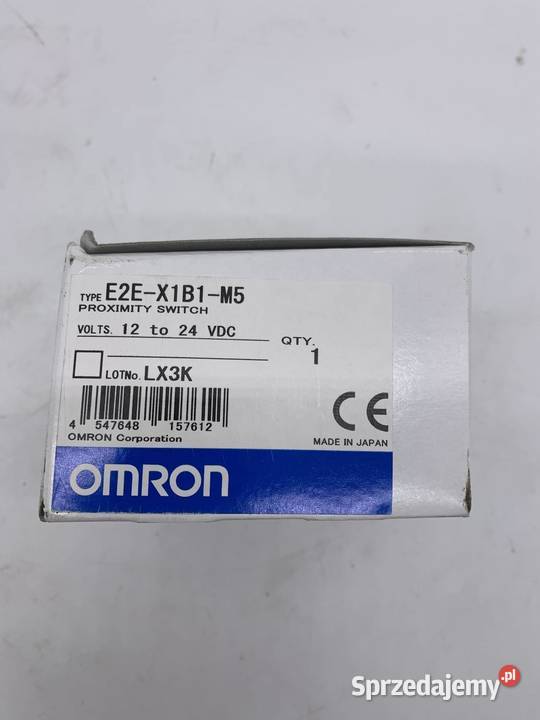 TYPE E2E-X1B1-M5
PROXIMITY SWITCH
VOLTS. 12 to 24 VDC
QTY.
1
LOTNo. LX3K
4 547648 157612
OMRON Corporation
CE
MADE IN JAPAN
OMRON
Sprzedajemy.pl